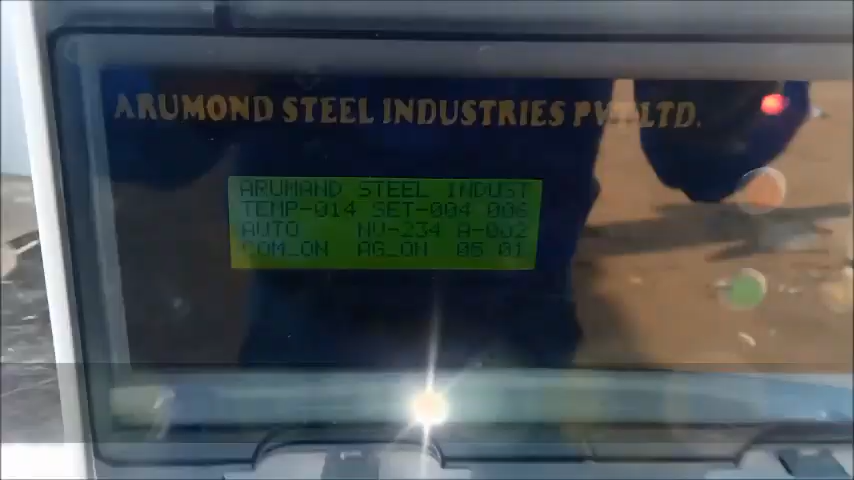 ARUMOND STEEL INDUSTRIES PVT.LTD.
ARUMAND STEEL INDUST
TEMP-014 SET-004 006
AUTO NV-234 A-002
COM_ON AG_ON 05 01